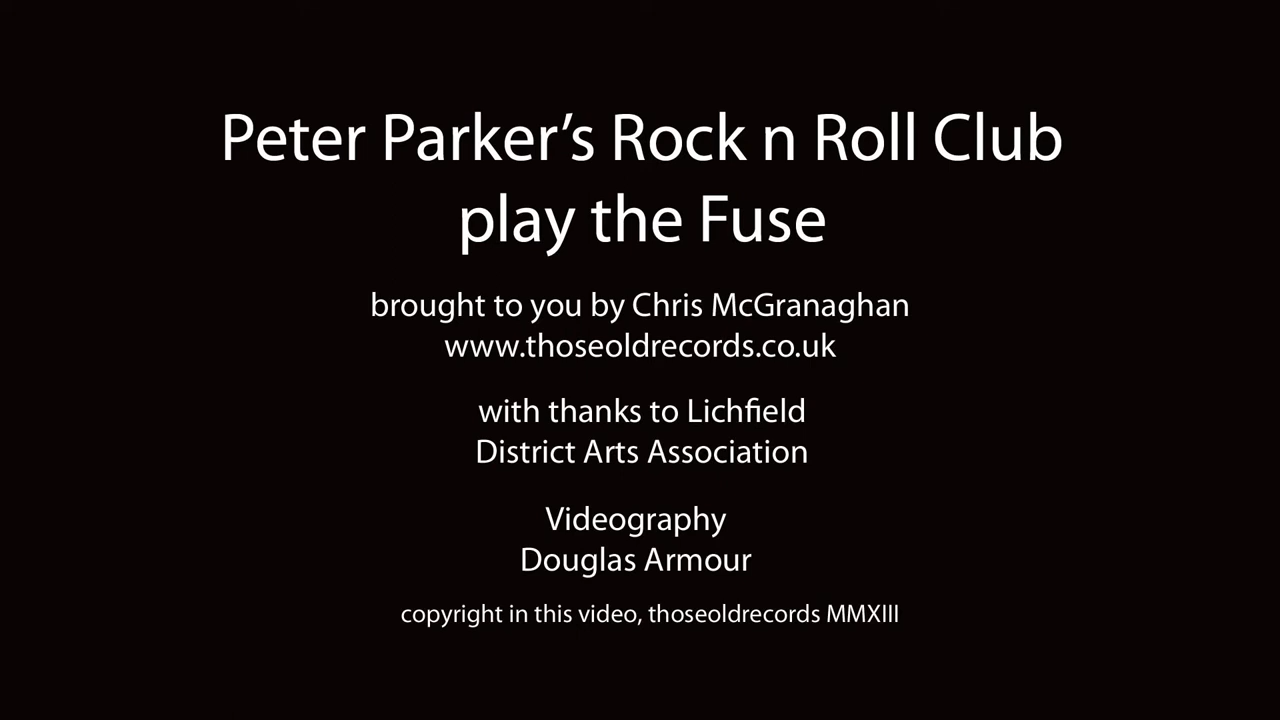 Peter Parker’s Rock n Roll Club
play the Fuse
brought to you by Chris McGranaghan
www.thoseoldrecords.co.uk
with thanks to Lichfield
District Arts Association
Videography
Douglas Armour
copyright in this video, thoseoldrecords MMXIII